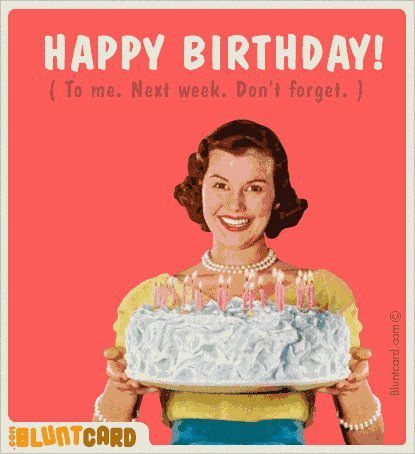 HAPPY BIRTHDAY!
( To me. Next week. Don't forget. )
Bluntcard.com ©
.com BLUNTCARD